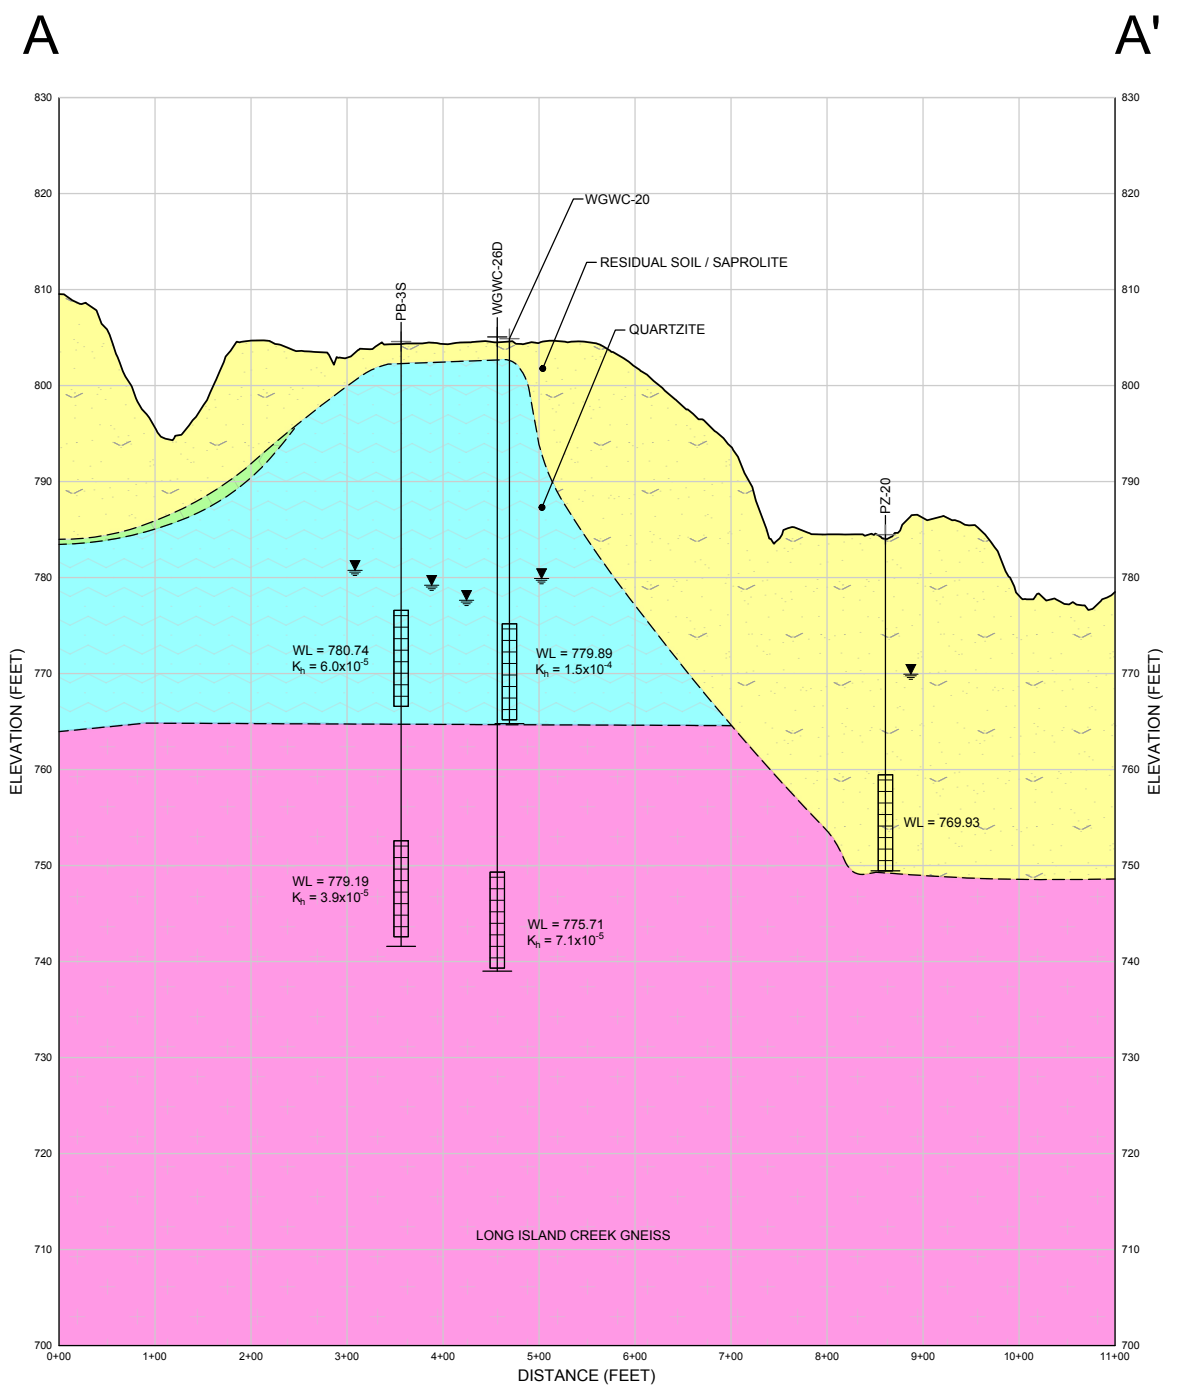 A A'
830 830
WGWC-20
820 820
RESIDUAL SOIL / SAPROLITE
WGWC-26D
PB-3S
810 810
QUARTZITE
800 800
PZ-20
790 790
780 780
WL = 780.74
Kh = 6.0x10-5
WL = 779.89
Kh = 1.5x10-4
770 770
ELEVATION (FEET)
ELEVATION (FEET)
760 760
WL = 769.93
750 750
WL = 779.19
Kh = 3.9x10-5
WL = 775.71
Kh = 7.1x10-5
740 740
730 730
720 720
LONG ISLAND CREEK GNEISS
710 710
700 700
0+00 1+00 2+00 3+00 4+00 5+00 6+00 7+00 8+00 9+00 10+00 11+00
DISTANCE (FEET)